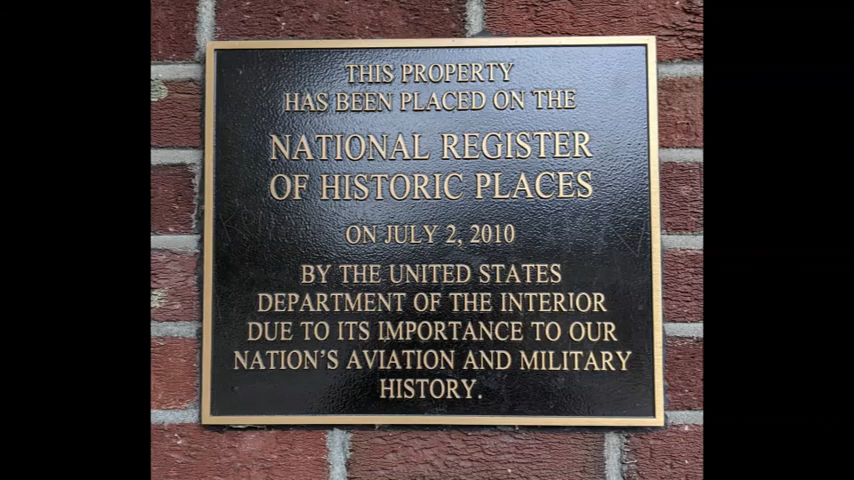 THIS PROPERTY
HAS BEEN PLACED ON THE
NATIONAL REGISTER
OF HISTORIC PLACES
ON JULY 2, 2010
BY THE UNITED STATES
DEPARTMENT OF THE INTERIOR
DUE TO ITS IMPORTANCE TO OUR
NATION'S AVIATION AND MILITARY
HISTORY.